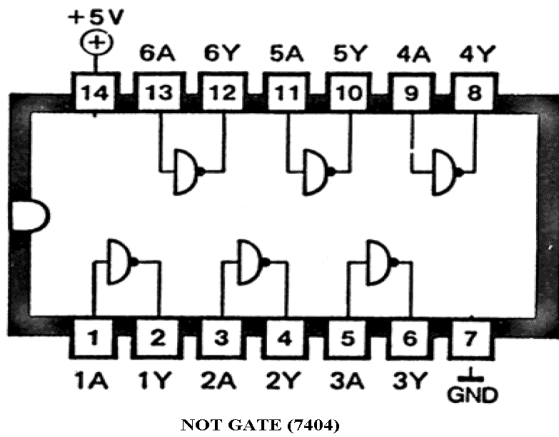 +5V
6A 6Y 5A 5Y 4A 4Y
14 13 12 11 10 9 8
1 2 3 4 5 6 7
1A 1Y 2A 2Y 3A 3Y GND
NOT GATE (7404)